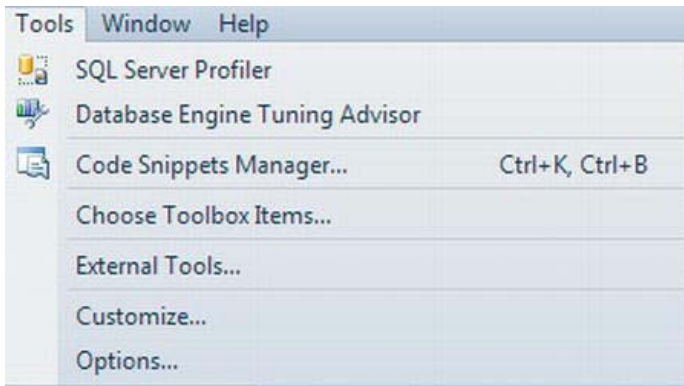 Tools Window Help
SQL Server Profiler
Database Engine Tuning Advisor
Code Snippets Manager... Ctrl+K, Ctrl+B
Choose Toolbox Items...
External Tools...
Customize...
Options...